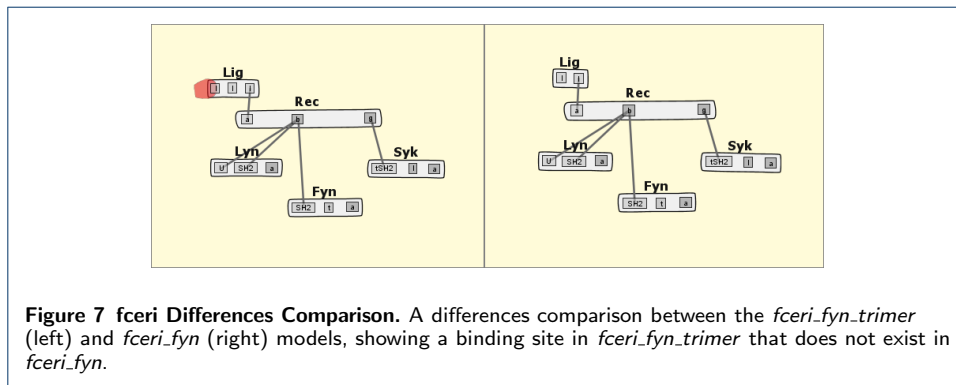 Lig
l l l
Rec
a b g
Lyn
U SH2 a
Syk
tSH2 l a
Fyn
SH2 t a
Lig
l l
Rec
a b g
Lyn
U SH2 a
Syk
tSH2 l a
Fyn
SH2 t a
Figure 7 fceri Differences Comparison. A differences comparison between the fceri_fyn_trimer
(left) and fceri_fyn (right) models, showing a binding site in fceri_fyn_trimer that does not exist in
fceri_fyn.